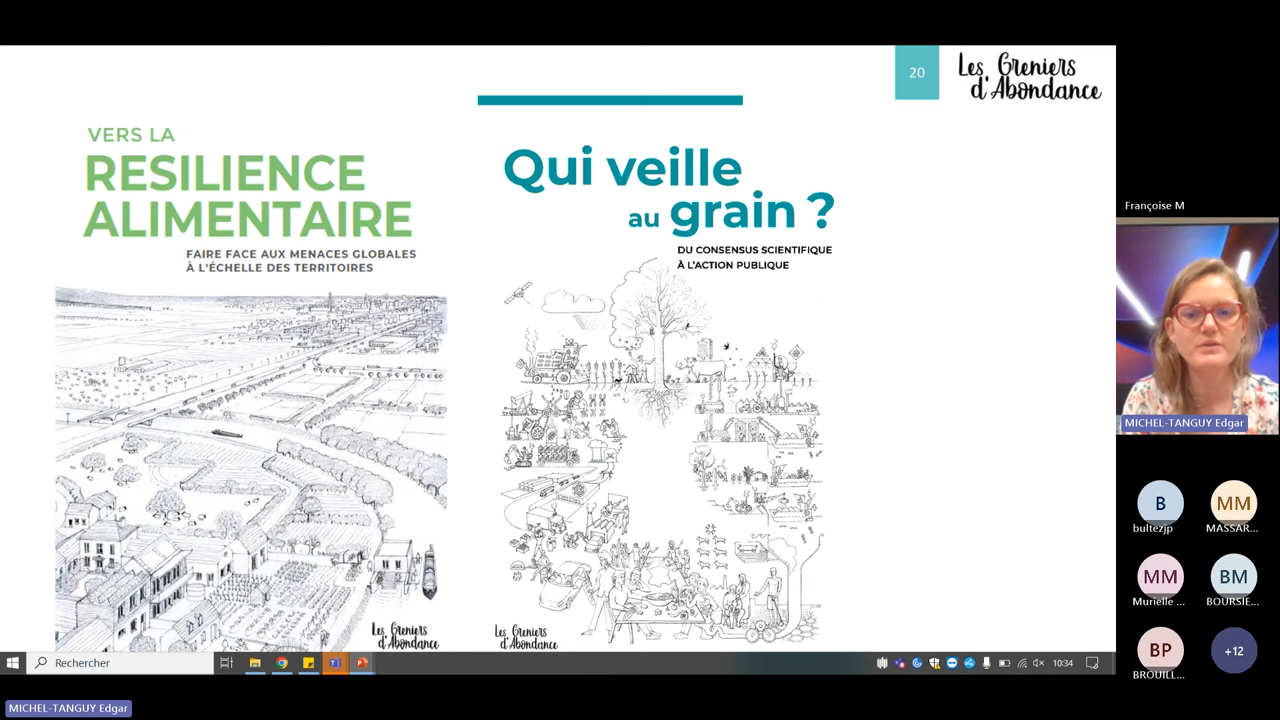 20
Les Greniers
d'Abondance
VERS LA
RESILIENCE
ALIMENTAIRE
FAIRE FACE AUX MENACES GLOBALES
À L'ÉCHELLE DES TERRITOIRES
Les Greniers
d'Abondance
Qui veille
au grain ?
DU CONSENSUS SCIENTIFIQUE
À L'ACTION PUBLIQUE
Les Greniers
d'Abondance
Françoise M
MICHEL-TANGUY Edgar
B
bultezjp
MM
MASSAR...
MM
Murielle ...
BM
BOURSIE...
BP
BROUILL...
+12
Rechercher
10:34
MICHEL-TANGUY Edgar